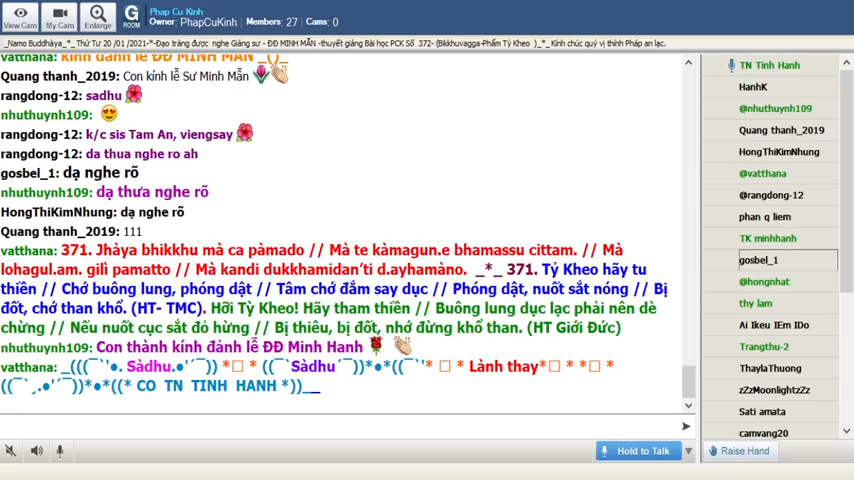 View Cam
My Cam
Enlarge
G
ROOM
Phap Cu Kinh
Owner: PhapCuKinh | Members: 27 | Cams: 0
_Namo Buddhàya_*_ Thứ Tư 20 /01 /2021-*-Đạo tràng được nghe Giảng sư - ĐĐ MINH MẪN -thuyết giảng Bài học PCK Số 372- (Bikkhuvagga-Phẩm Tỳ Kheo )_*_ Kính chúc quý vị thính Pháp an lạc.
vatthana: kính đảnh lễ ĐĐ MINH MẪN _()_
Quang thanh_2019: Con kính lễ Sư Minh Mẫn
rangdong-12: sadhu
nhuthuynh109:
rangdong-12: k/c sis Tam An, viengsay
rangdong-12: da thua nghe ro ah
gosbel_1: dạ nghe rõ
nhuthuynh109: dạ thưa nghe rõ
HongThiKimNhung: dạ nghe rõ
Quang thanh_2019: 111
vatthana: 371. Jhàya bhikkhu mà ca pàmado // Mà te kàmagun.e bhamassu cittam. // Mà
lohagul.am. gilì pamatto // Mà kandi dukkhamidan'ti d.ayhamàno. _*_ 371. Tỷ Kheo hãy tu
thiền // Chớ buông lung, phóng dật // Tâm chớ đắm say dục // Phóng dật, nuốt sắt nóng // Bị
đốt, chớ than khổ. (HT- TMC). Hỡi Tỳ Kheo! Hãy tham thiền // Buông lung dục lạc phải nên dè
chừng // Nếu nuốt cục sắt đỏ hừng // Bị thiêu, bị đốt, nhớ đừng khổ than. (HT Giới Đức)
nhuthuynh109: Con thành kính đảnh lễ ĐĐ Minh Hanh
vatthana: _(((¯`'•. Sàdhu.•'´¯)) *□ * ((¯`Sàdhu´¯))*•*((¯`'* □ * Lành thay*□ * *□ *
((¯`¸.•'´¯))*•*((* CO TN TINH HANH *))__
TN Tinh Hanh
HanhK
@nhuthuynh109
Quang thanh_2019
HongThiKimNhung
@vatthana
@rangdong-12
phan q liem
TK minhhanh
gosbel_1
@hongnhat
thy lam
Ai Ikeu IEm IDo
Trangthu-2
ThaylaThuong
zZzMoonlightzZz
Sati amata
camvang20
Hold to Talk
Raise Hand